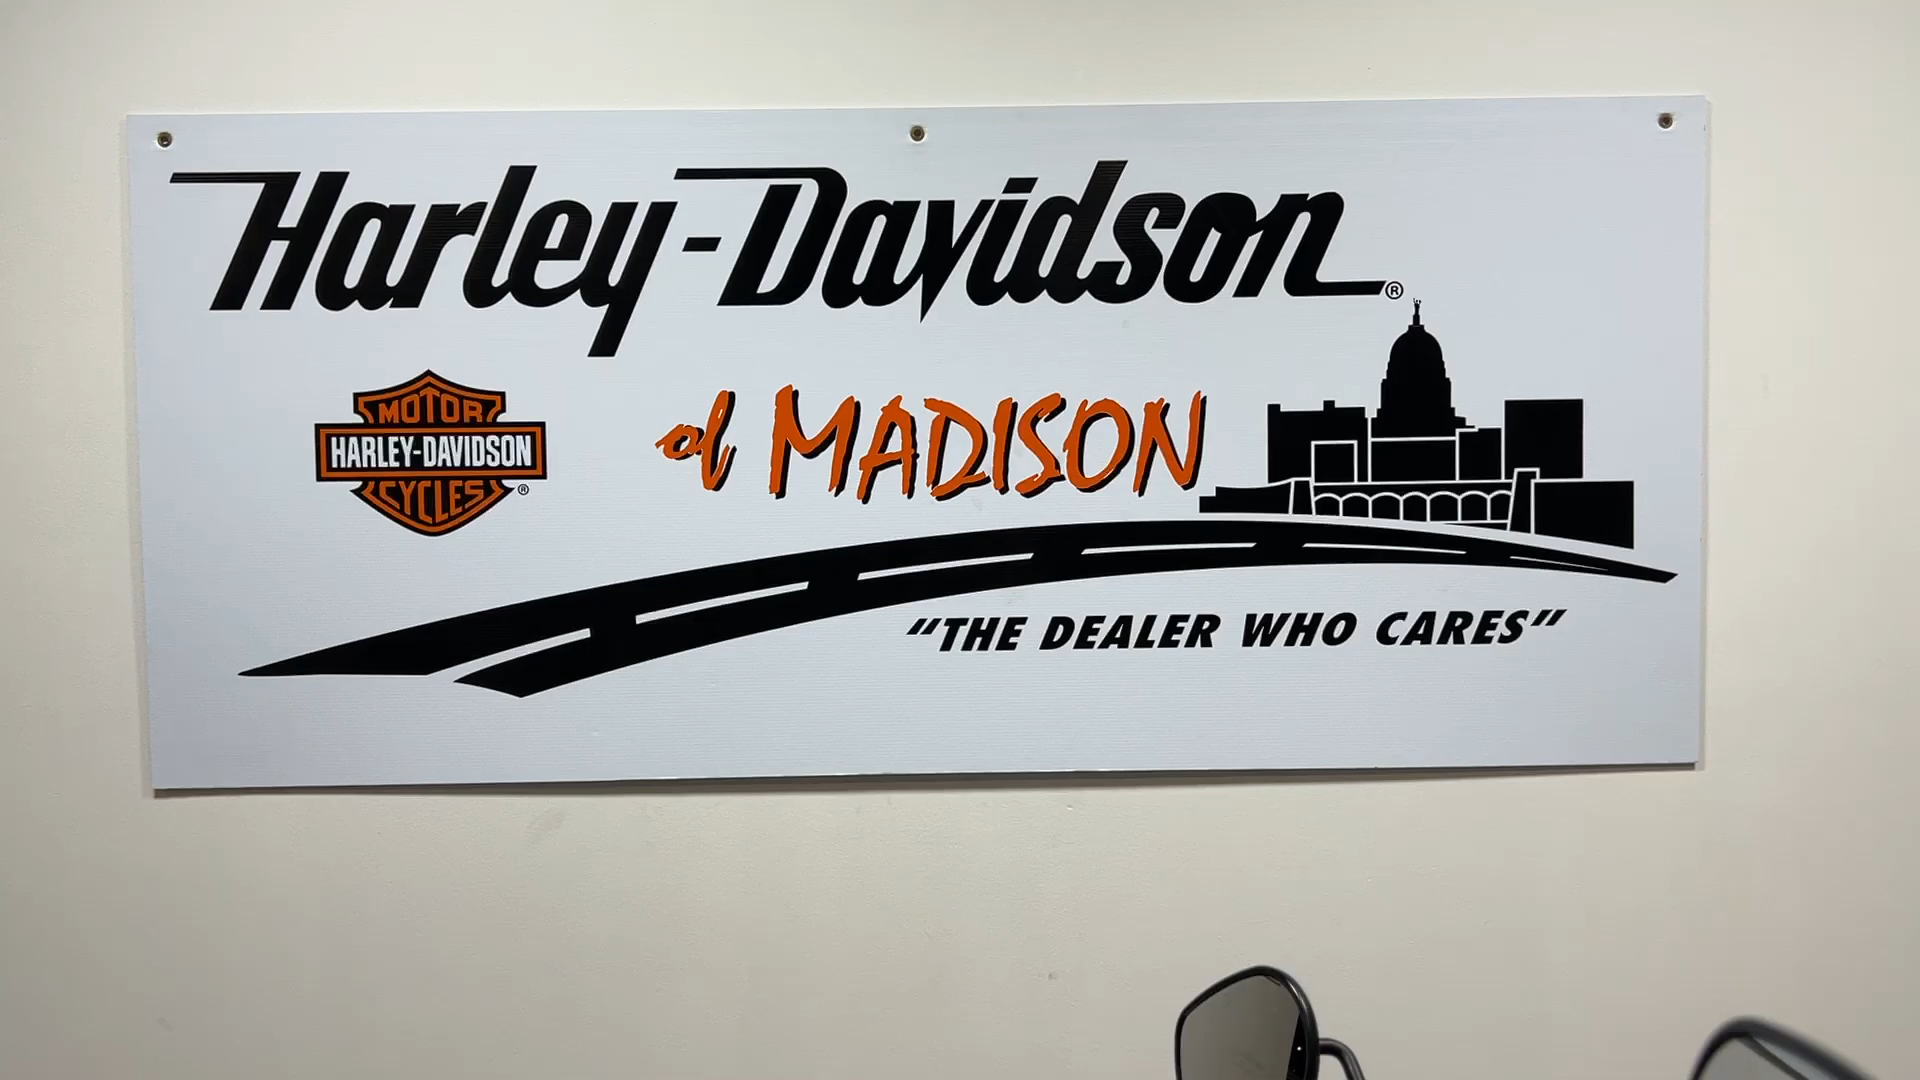 Harley-Davidson®
MOTOR
HARLEY-DAVIDSON
CYCLES®
of MADISON
"THE DEALER WHO CARES"